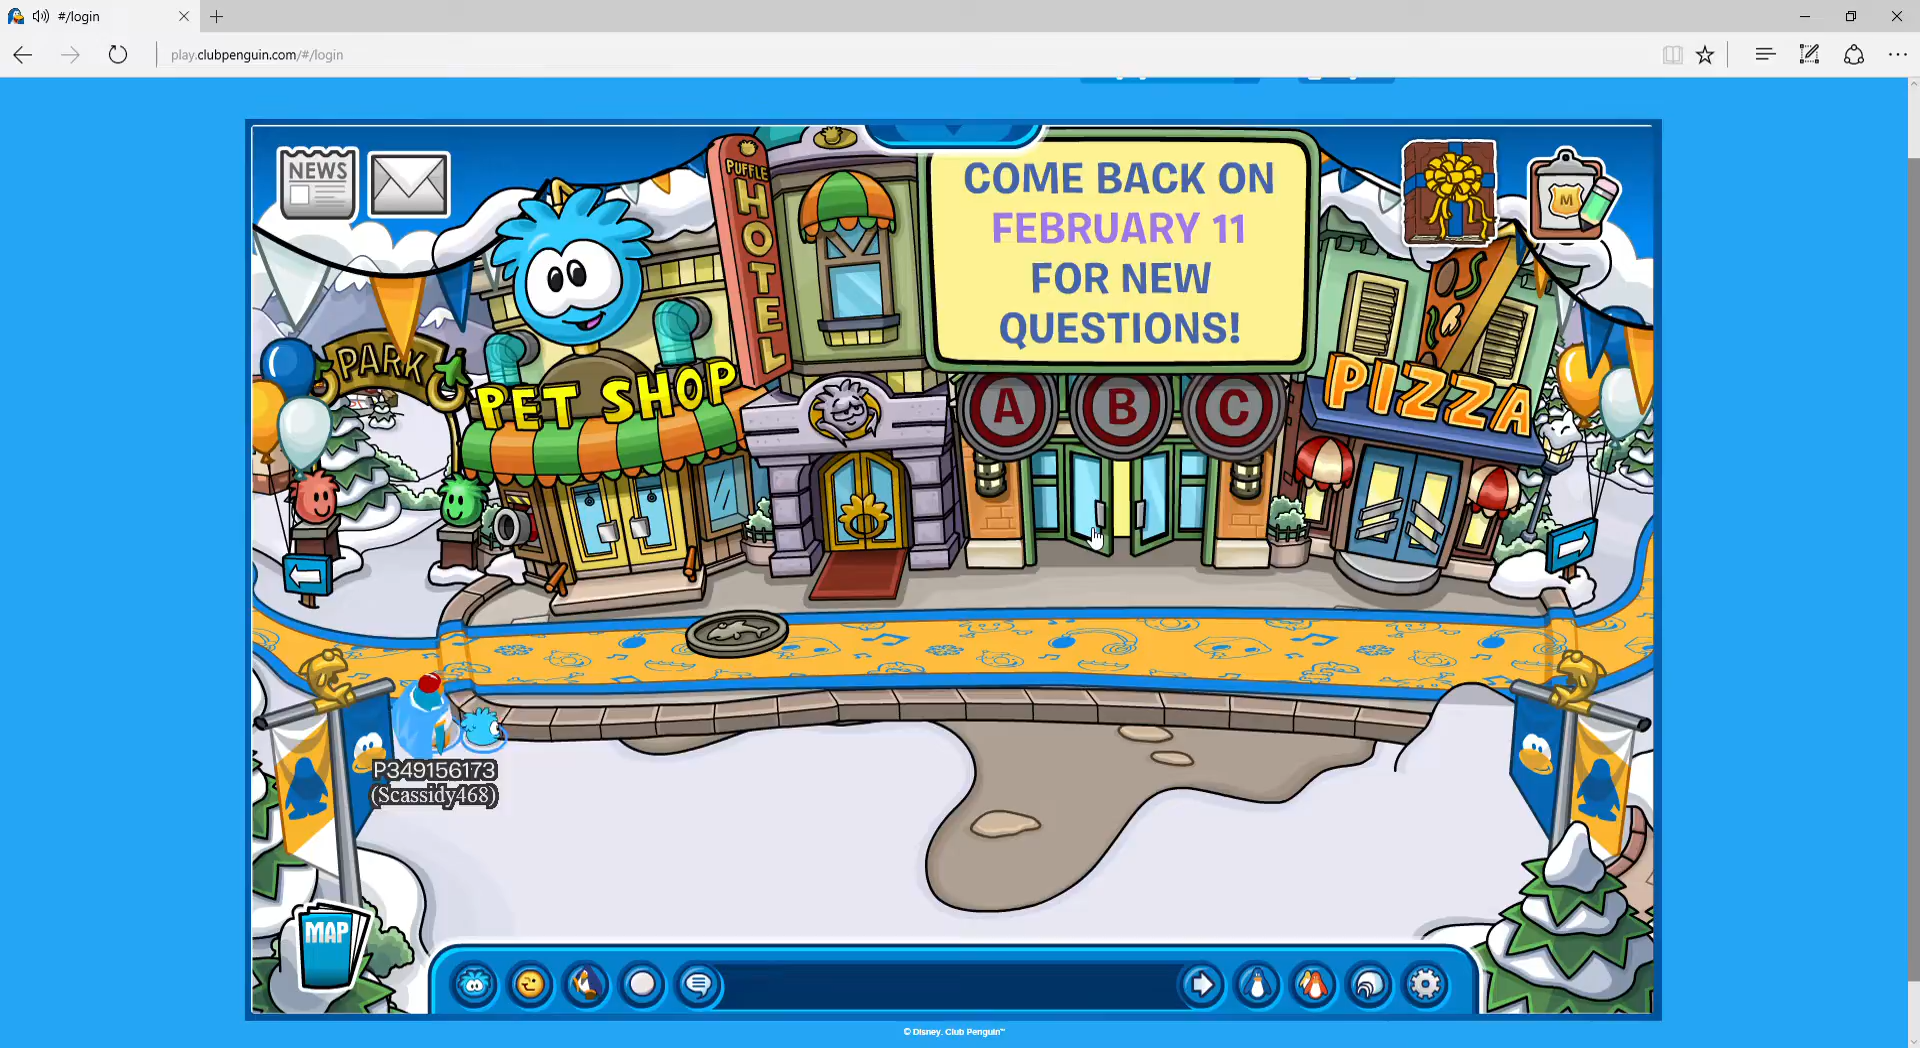 #/login
play.clubpenguin.com/#/login
NEWS
PUFFLE
HOTEL
COME BACK ON
FEBRUARY 11
FOR NEW
QUESTIONS!
M
PARK
PET SHOP
A B C
PIZZA
P349156173
(Scassidy468)
MAP
© Disney. Club Penguin™